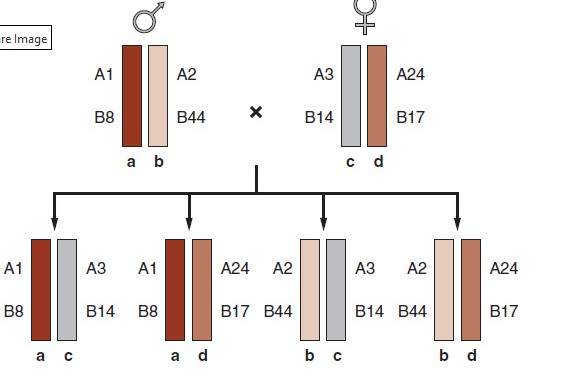 re Image
A1 A2 A3 A24
B8 B44 B14 B17
a b c d
A1 A3 A1 A24 A2 A3 A2 A24
B8 B14 B8 B17 B44 B14 B44 B17
a c a d b c b d